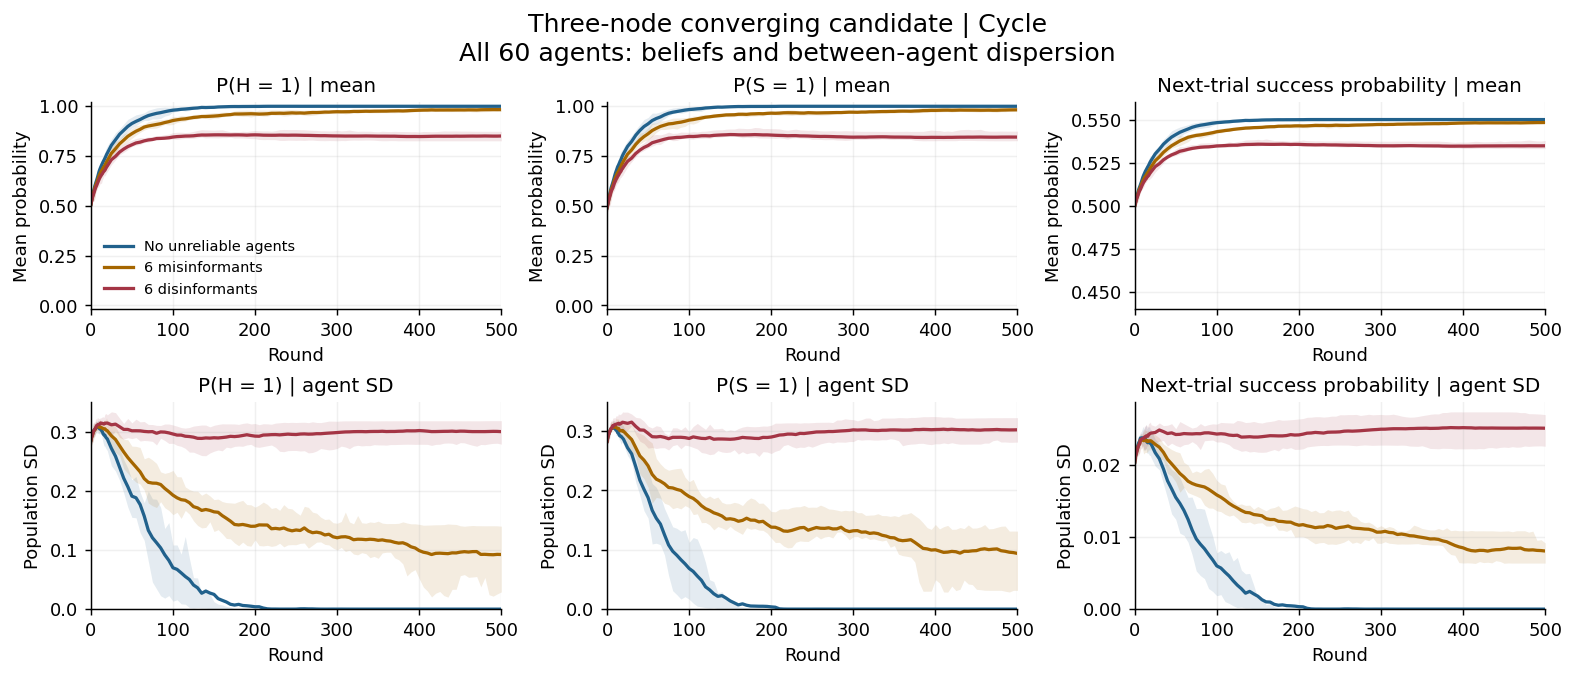 Three-node converging candidate | Cycle
All 60 agents: beliefs and between-agent dispersion
P(H = 1) | mean
Mean probability
1.00
0.75
0.50
0.25
0.00
No unreliable agents
6 misinformants
6 disinformants
0 100 200 300 400 500
Round
P(S = 1) | mean
Mean probability
1.00
0.75
0.50
0.25
0.00
0 100 200 300 400 500
Round
Next-trial success probability | mean
Mean probability
0.550
0.525
0.500
0.475
0.450
0 100 200 300 400 500
Round
P(H = 1) | agent SD
Population SD
0.3
0.2
0.1
0.0
0 100 200 300 400 500
Round
P(S = 1) | agent SD
Population SD
0.3
0.2
0.1
0.0
0 100 200 300 400 500
Round
Next-trial success probability | agent SD
Population SD
0.02
0.01
0.00
0 100 200 300 400 500
Round